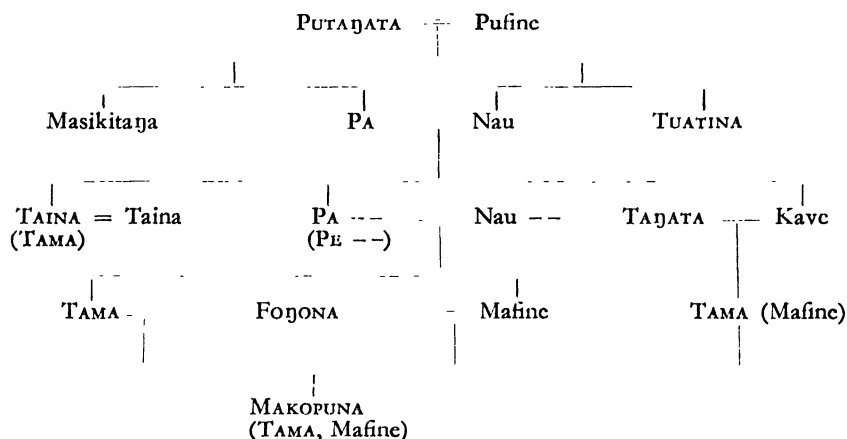 PUTAŊATA Pufine
Masikitaŋa PA Nau TUATINA
TAINA = Taina PA Nau TAŊATA Kave
(TAMA) (PE --)
TAMA FOŊONA Mafine TAMA (Mafine)
MAKOPUNA
(TAMA, Mafine)